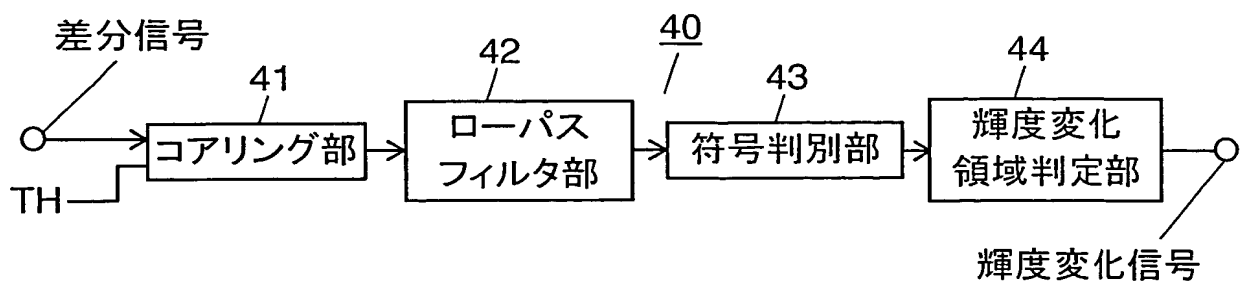 差分信号
40
41
42
43
44
コアリング部
ローパス
フィルタ部
符号判別部
輝度変化
領域判定部
TH
輝度変化信号